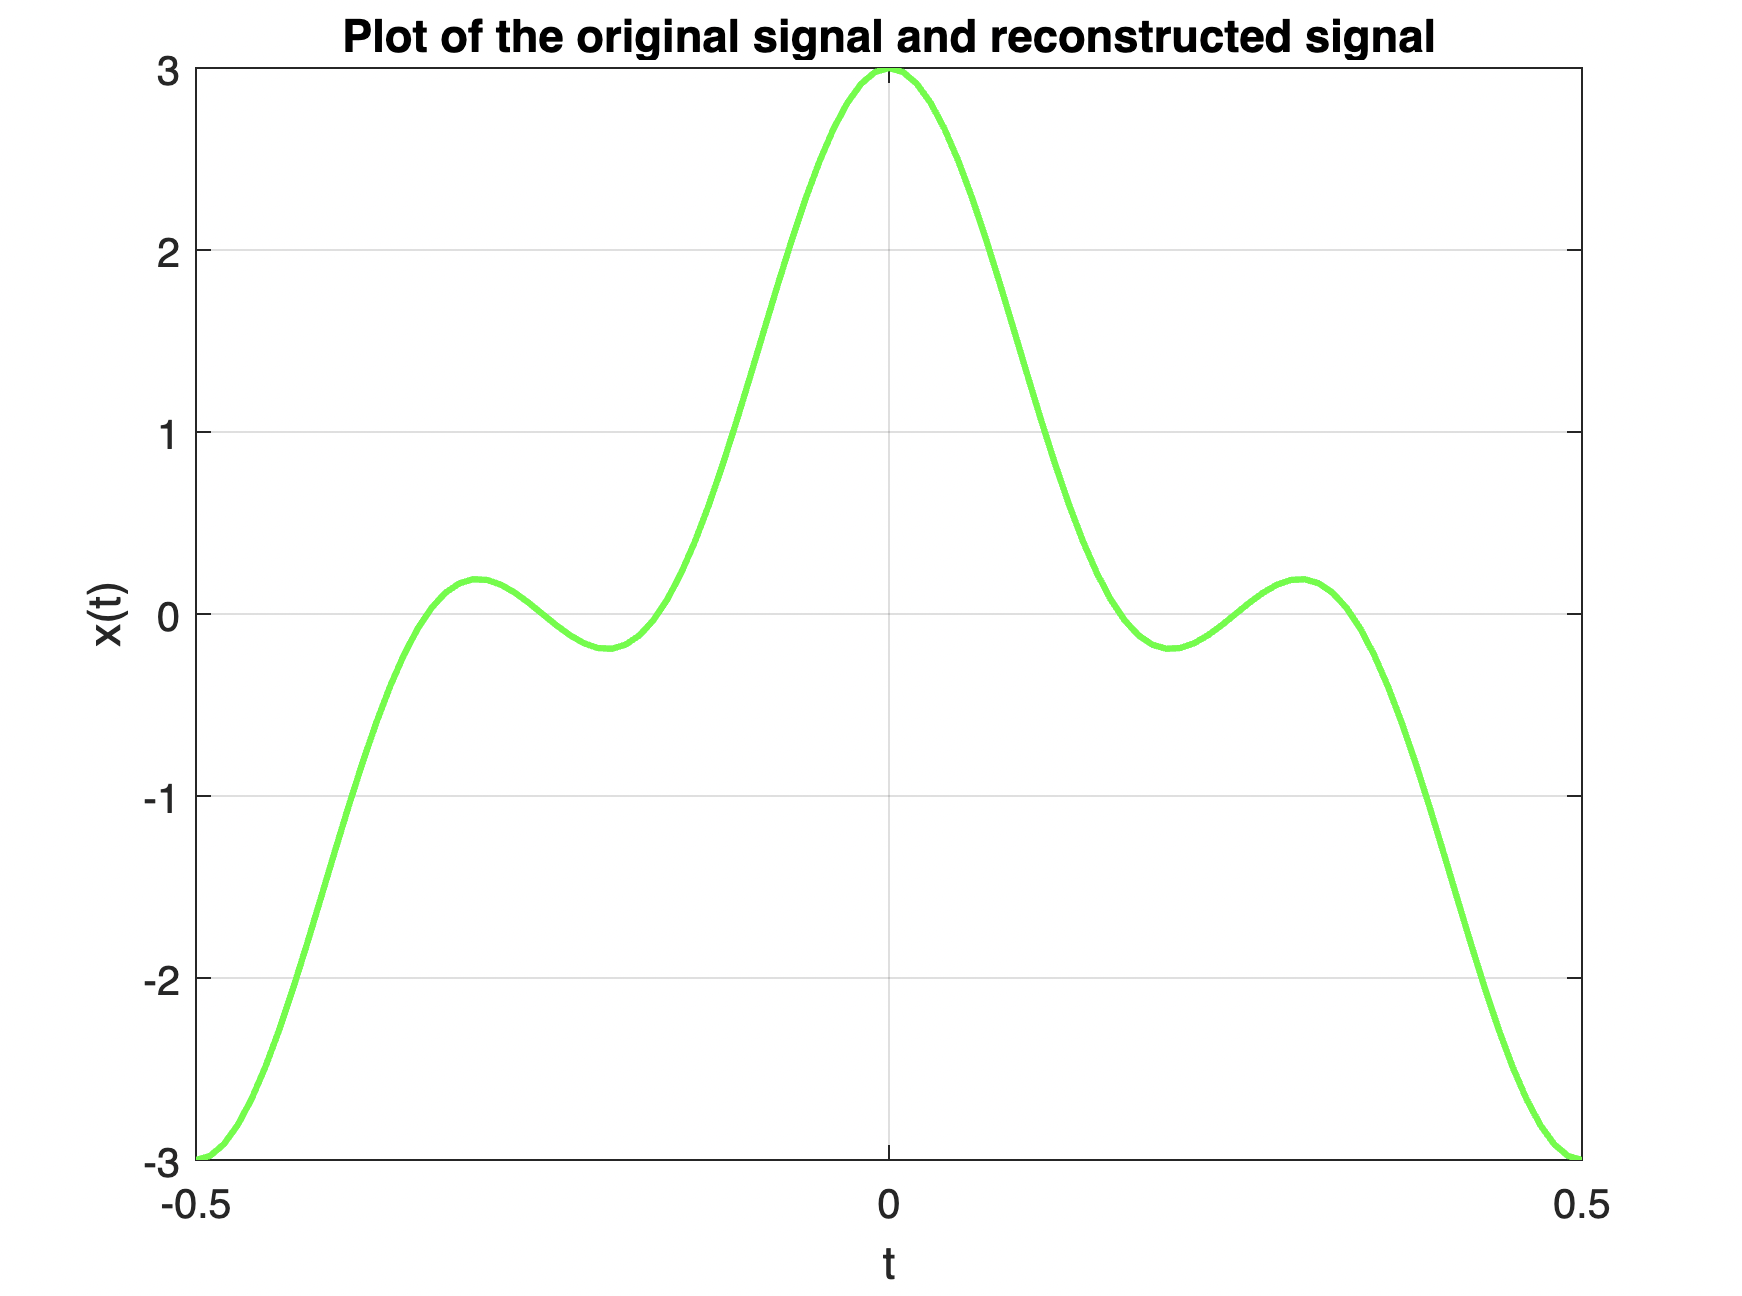 Plot of the original signal and reconstructed signal
3
2
1
0
-1
-2
-3
x(t)
-0.5 0 0.5
t